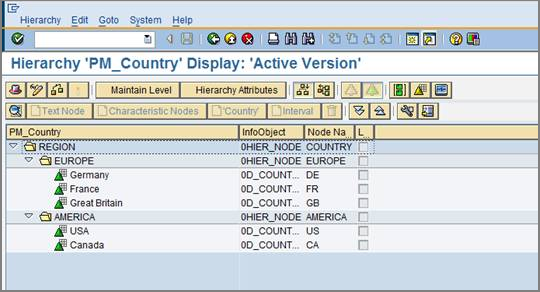 Hierarchy Edit Goto System Help
Hierarchy 'PM_Country' Display: 'Active Version'
Maintain Level Hierarchy Attributes
Text Node Characteristic Nodes 'Country' Interval
PM_Country InfoObject Node Na.. L
REGION 0HIER_NODE COUNTRY
EUROPE 0HIER_NODE EUROPE
Germany 0D_COUNT... DE
France 0D_COUNT... FR
Great Britain 0D_COUNT... GB
AMERICA 0HIER_NODE AMERICA
USA 0D_COUNT... US
Canada 0D_COUNT... CA